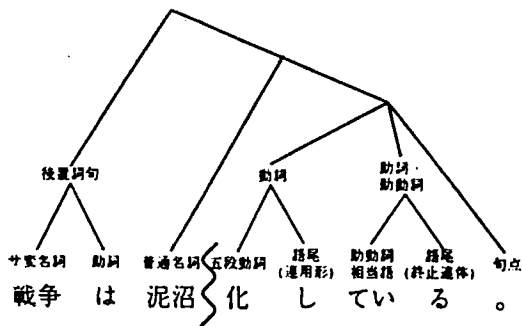 後置詞句
動詞
助詞・
助動詞
サ変名詞 助詞 普通名詞 五段動詞 語尾 助動詞 語尾 句点
(連用形) 相当語 (終止連体)
戦争 は 泥沼 化 し てい る 。